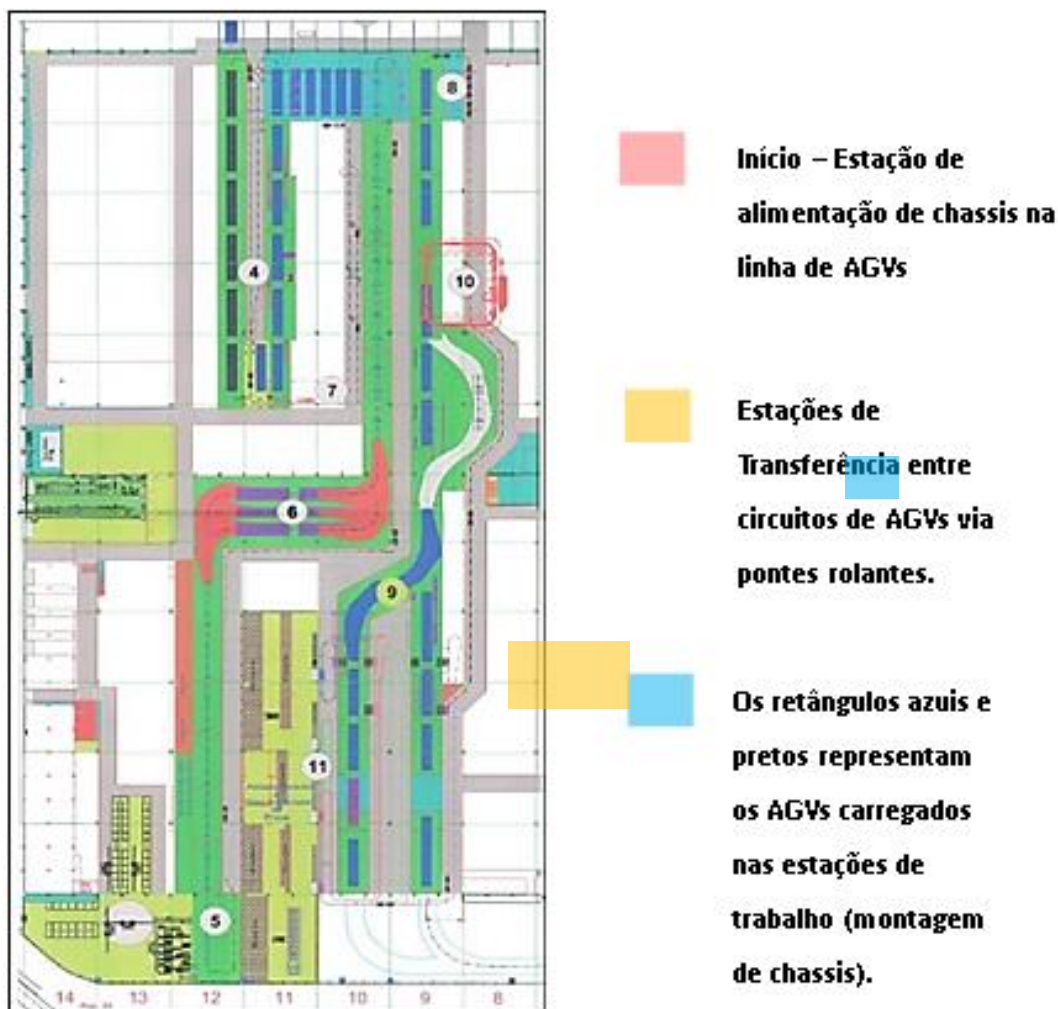 8
4
10
7
6
9
11
5
14 13 12 11 10 9 8
Início – Estação de
alimentação de chassis na
linha de AGVs
Estações de
Transferência entre
circuitos de AGVs via
pontes rolantes.
Os retângulos azuis e
pretos representam
os AGVs carregados
nas estações de
trabalho (montagem
de chassis).